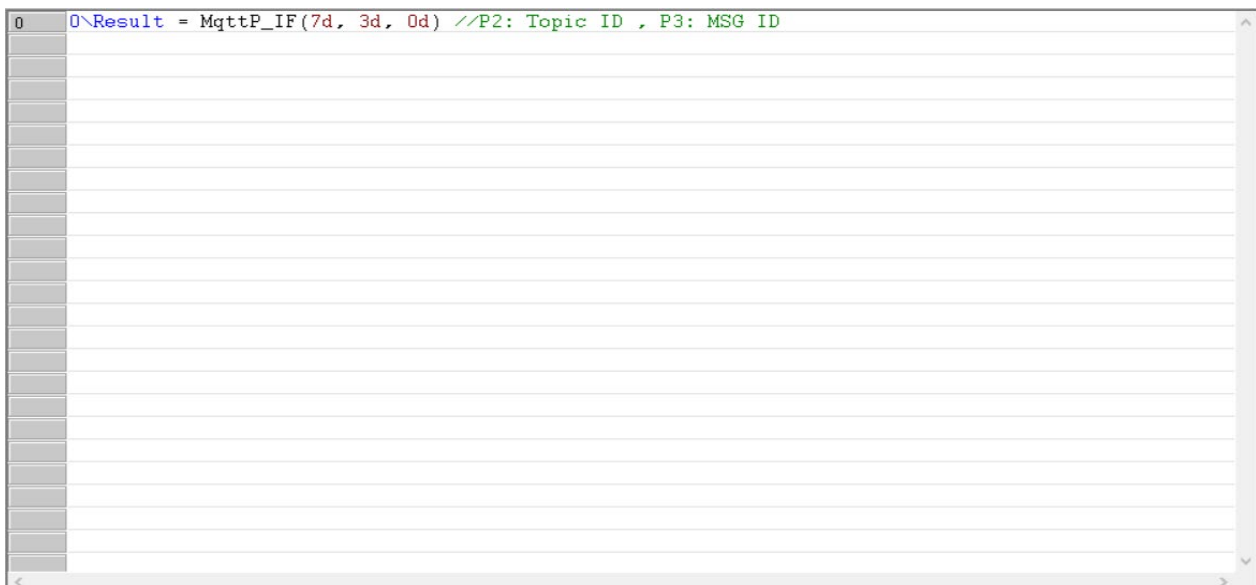 0 0\Result = MqttP_IF(7d, 3d, 0d) //P2: Topic ID , P3: MSG ID